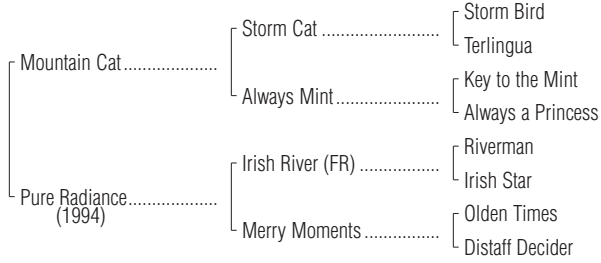 Storm Bird
Storm Cat ........................
Terlingua
Mountain Cat...................
Key to the Mint
Always Mint.....................
Always a Princess
Riverman
Irish River (FR) ................
Irish Star
Pure Radiance..................
(1994)
Olden Times
Merry Moments ...............
Distaff Decider